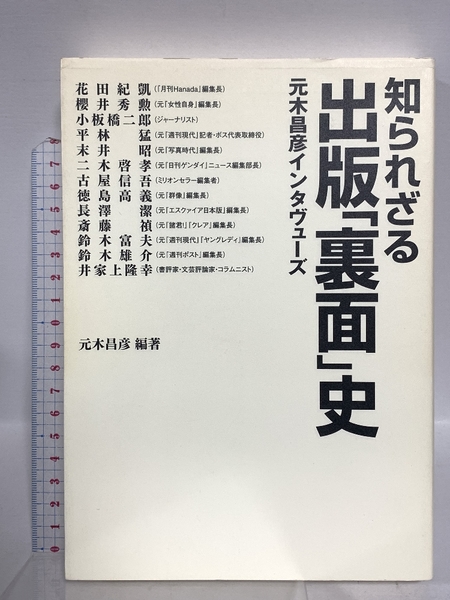 知られざる
出版「裏面」史
元木昌彦インタヴューズ
花田紀凱(『月刊Hanada』編集長)
櫻井秀勲(元『女性自身』編集長)
小板橋二郎(ジャーナリスト)
平林猛(元『週刊現代』記者・ボス代表取締役)
末井昭(元『写真時代』編集長)
二木啓孝(元『日刊ゲンダイ』ニュース編集部長)
古屋信吾(ミリオンセラー編集者)
徳島高義(元『群像』編集長)
長澤潔(元『エスクァイア日本版』編集長)
斎藤禎(元『諸君!』『クレア』編集長)
鈴木富夫(元『週刊現代』『ヤングレディ』編集長)
鈴木雄介(元『週刊ポスト』編集長)
井家上隆幸(書評家・文芸評論家・コラムニスト)
元木昌彦 編著